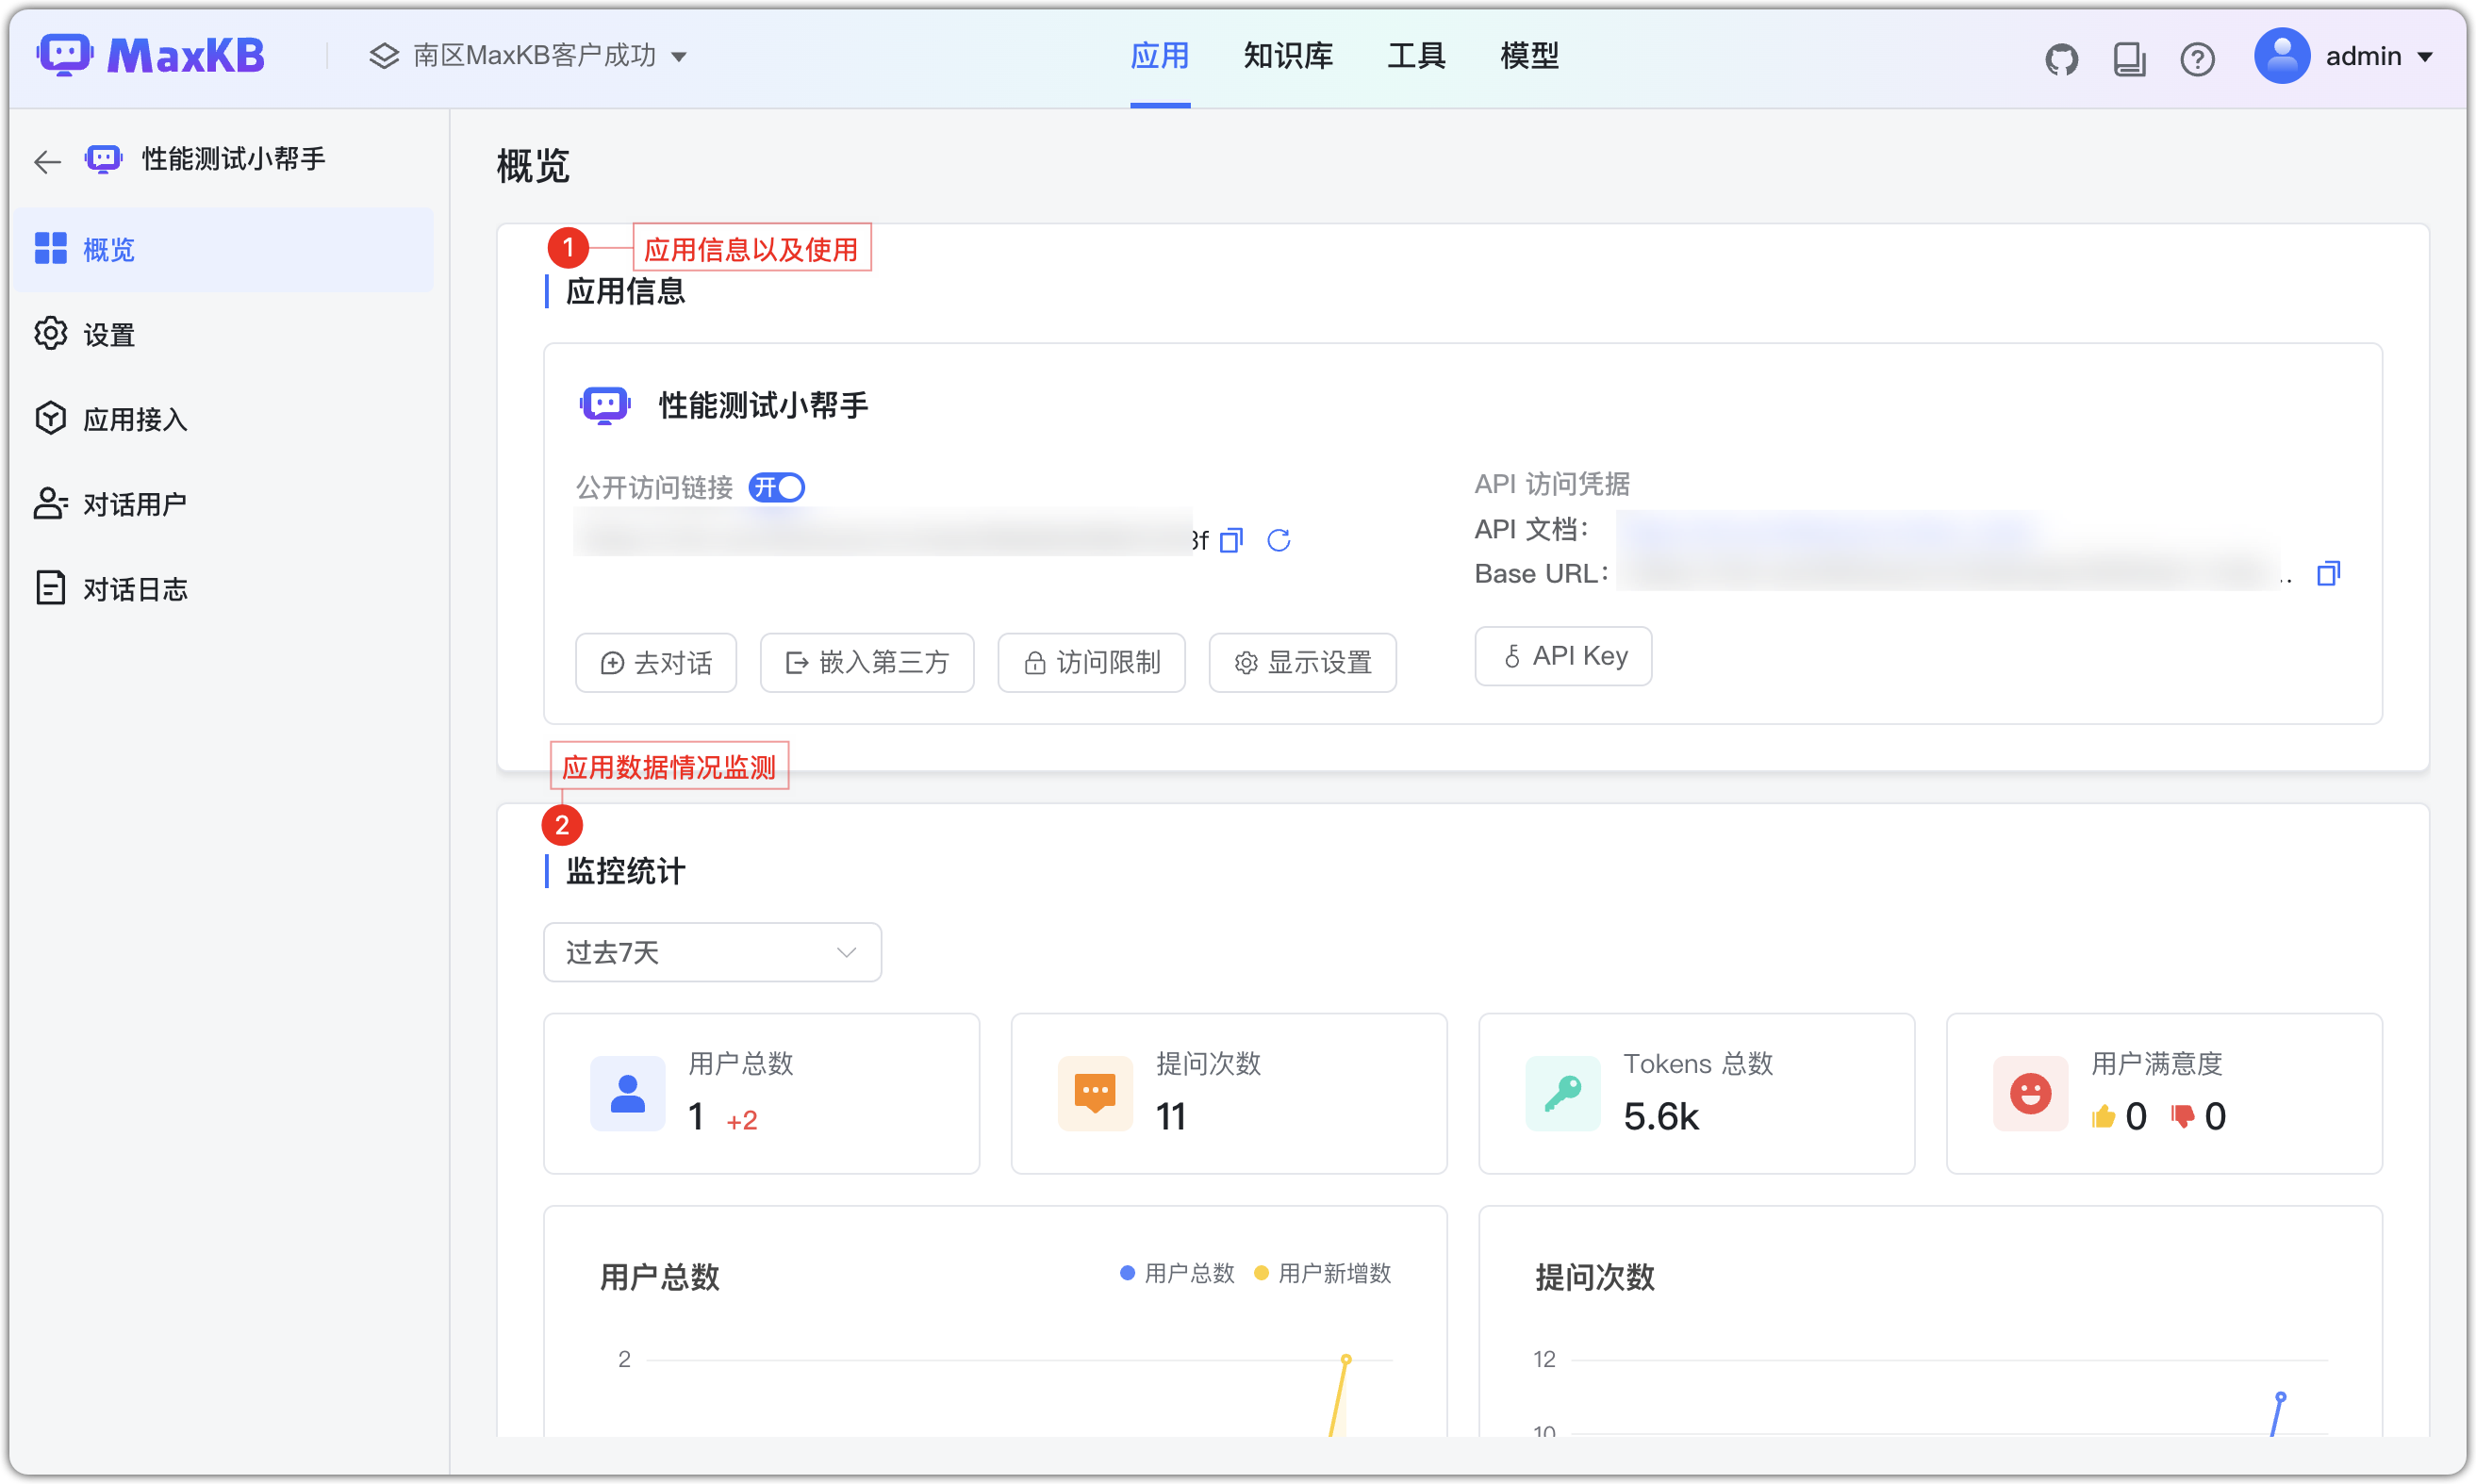 MaxKB
南区MaxKB客户成功
应用 知识库 工具 模型
admin
性能测试小帮手
概览
设置
应用接入
对话用户
对话日志
概览
1 应用信息以及使用
应用信息
性能测试小帮手
公开访问链接 开
3f
API 访问凭据
API 文档：
Base URL： ..
去对话 嵌入第三方 访问限制 显示设置
API Key
应用数据情况监测
2
监控统计
过去7天
用户总数
1 +2
提问次数
11
Tokens 总数
5.6k
用户满意度
0 0
用户总数
用户总数 用户新增数
2
提问次数
12
10